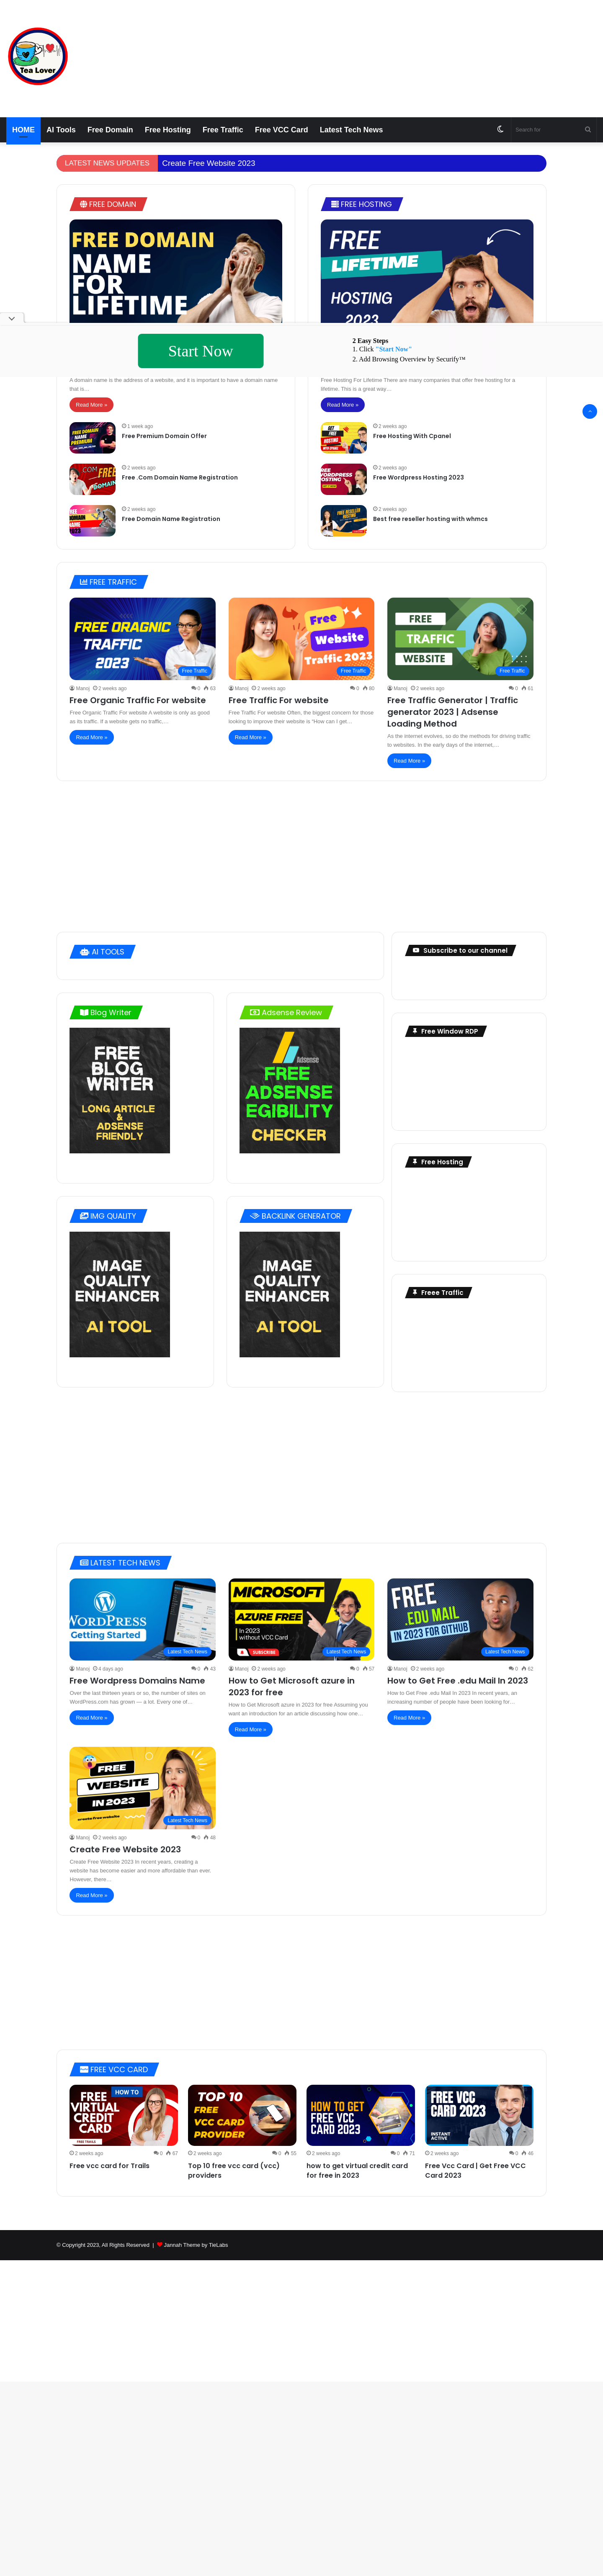 Tea Lover
HOME
AI Tools
Free Domain
Free Hosting
Free Traffic
Free VCC Card
Latest Tech News
Search for
LATEST NEWS UPDATES
Create Free Website 2023
FREE DOMAIN
FREE DOMAIN
NAME
FOR
LIFETIME
FREE HOSTING
FREE
LIFETIME
HOSTING
2023
Start Now
2 Easy Steps
1. Click "Start Now"
2. Add Browsing Overview by Securify™
A domain name is the address of a website, and it is important to have a domain name
that is…
Read More »
1 week ago
Free Premium Domain Offer
2 weeks ago
Free .Com Domain Name Registration
2 weeks ago
Free Domain Name Registration
Free Hosting For Lifetime There are many companies that offer free hosting for a
lifetime. This is a great way…
Read More »
2 weeks ago
Free Hosting With Cpanel
2 weeks ago
Free Wordpress Hosting 2023
2 weeks ago
Best free reseller hosting with whmcs
FREE TRAFFIC
FREE ORAGNIC
TRAFFIC
2023
Free Traffic
Manoj 2 weeks ago 0 63
Free Organic Traffic For website
Free Organic Traffic For website A website is only as good
as its traffic. If a website gets no traffic,…
Read More »
Free
Website
Traffic 2023
Free Traffic
Manoj 2 weeks ago 0 80
Free Traffic For website
Free Traffic For website Often, the biggest concern for those
looking to improve their website is "How can I get…
Read More »
FREE
TRAFFIC
WEBSITE
Free Traffic
Manoj 2 weeks ago 0 61
Free Traffic Generator | Traffic
generator 2023 | Adsense
Loading Method
As the internet evolves, so do the methods for driving traffic
to websites. In the early days of the internet,…
Read More »
AI TOOLS
Blog Writer
FREE
BLOG
WRITER
LONG ARTICLE
&
ADSENSE
FRIENDLY
Adsense Review
Adsense
FREE
ADSENSE
EGIBILITY
CHECKER
IMG QUALITY
IMAGE
QUALITY
ENHANCER
AI TOOL
BACKLINK GENERATOR
IMAGE
QUALITY
ENHANCER
AI TOOL
Subscribe to our channel
Free Window RDP
Free Hosting
Freee Traffic
LATEST TECH NEWS
WORDPRESS
Getting Started
Latest Tech News
Manoj 4 days ago 0 43
Free Wordpress Domains Name
Over the last thirteen years or so, the number of sites on
WordPress.com has grown — a lot. Every one of…
Read More »
MICROSOFT
AZURE FREE
In 2023
without VCC Card
SUBSCRIBE
Latest Tech News
Manoj 2 weeks ago 0 57
How to Get Microsoft azure in
2023 for free
How to Get Microsoft azure in 2023 for free Assuming you
want an introduction for an article discussing how one…
Read More »
FREE
.EDU MAIL
IN 2023 FOR GITHUB
Latest Tech News
Manoj 2 weeks ago 0 62
How to Get Free .edu Mail In 2023
How to Get Free .edu Mail In 2023 In recent years, an
increasing number of people have been looking for…
Read More »
FREE
WEBSITE
IN 2023
create free website
Latest Tech News
Manoj 2 weeks ago 0 48
Create Free Website 2023
Create Free Website 2023 In recent years, creating a
website has become easier and more affordable than ever.
However, there…
Read More »
FREE VCC CARD
HOW TO
FREE
VIRTUAL
CREDIT
CARD
FREE TRAILS
2 weeks ago 0 67
Free vcc card for Trails
TOP 10
FREE
VCC CARD
PROVIDER
2 weeks ago 0 55
Top 10 free vcc card (vcc)
providers
HOW TO GET
FREE VCC
CARD 2023
2 weeks ago 0 71
how to get virtual credit card
for free in 2023
FREE VCC
CARD 2023
INSTANT
ACTIVE
2 weeks ago 0 46
Free Vcc Card | Get Free VCC
Card 2023
© Copyright 2023, All Rights Reserved | Jannah Theme by TieLabs